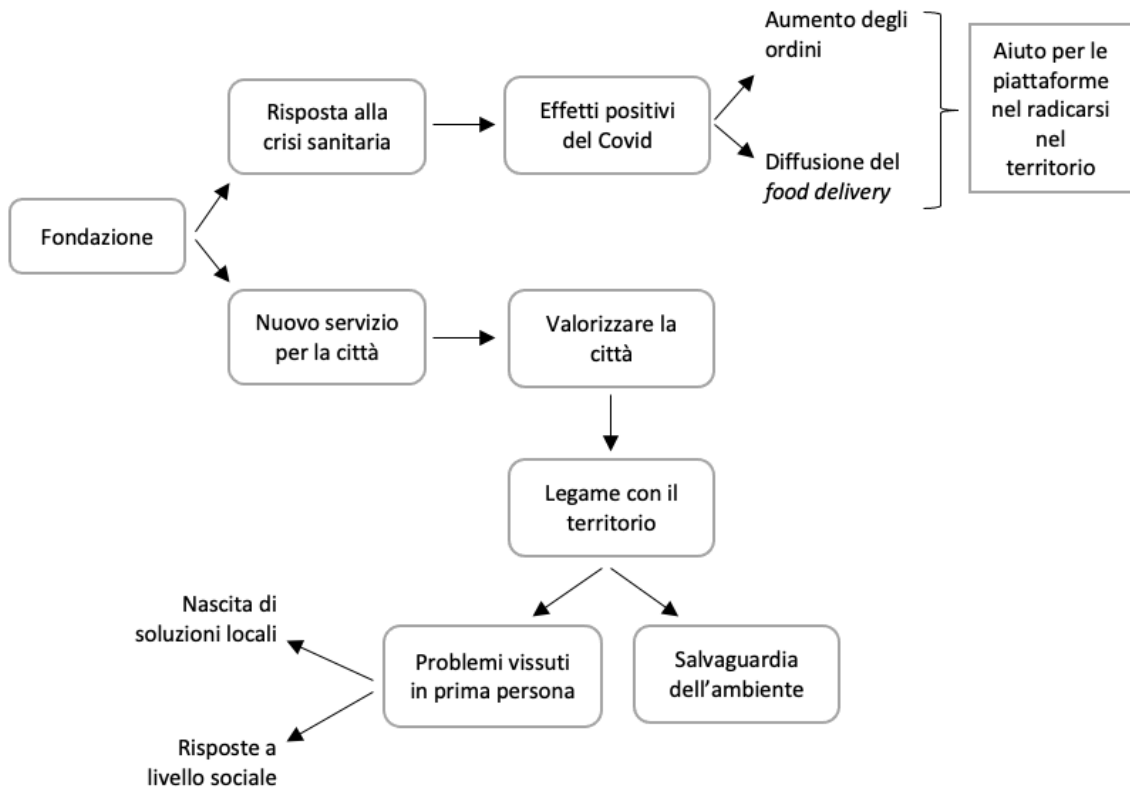 Aumento degli
ordini
Aiuto per le
piattaforme
nel radicarsi
nel
territorio
Risposta alla
crisi sanitaria
Effetti positivi
del Covid
Diffusione del
food delivery
Fondazione
Nuovo servizio
per la città
Valorizzare la
città
Legame con il
territorio
Nascita di
soluzioni locali
Problemi vissuti
in prima persona
Salvaguardia
dell’ambiente
Risposte a
livello sociale